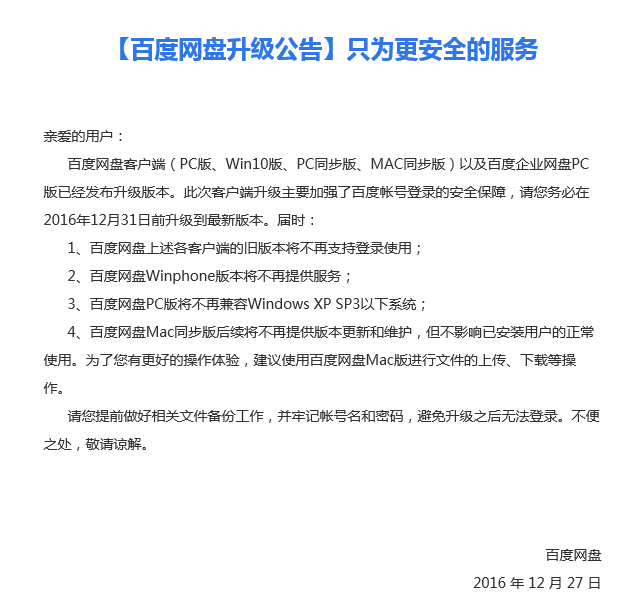 【百度网盘升级公告】只为更安全的服务
亲爱的用户：
百度网盘客户端（PC版、Win10版、PC同步版、MAC同步版）以及百度企业网盘PC
版已经发布升级版本。此次客户端升级主要加强了百度帐号登录的安全保障，请您务必在
2016年12月31日前升级到最新版本。届时：
1、百度网盘上述各客户端的旧版本将不再支持登录使用；
2、百度网盘Winphone版本将不再提供服务；
3、百度网盘PC版将不再兼容Windows XP SP3以下系统；
4、百度网盘Mac同步版后续将不再提供版本更新和维护，但不影响已安装用户的正常
使用。为了您有更好的操作体验，建议使用百度网盘Mac版进行文件的上传、下载等操
作。
请您提前做好相关文件备份工作，并牢记帐号名和密码，避免升级之后无法登录。不便
之处，敬请谅解。
百度网盘
2016 年 12 月 27 日